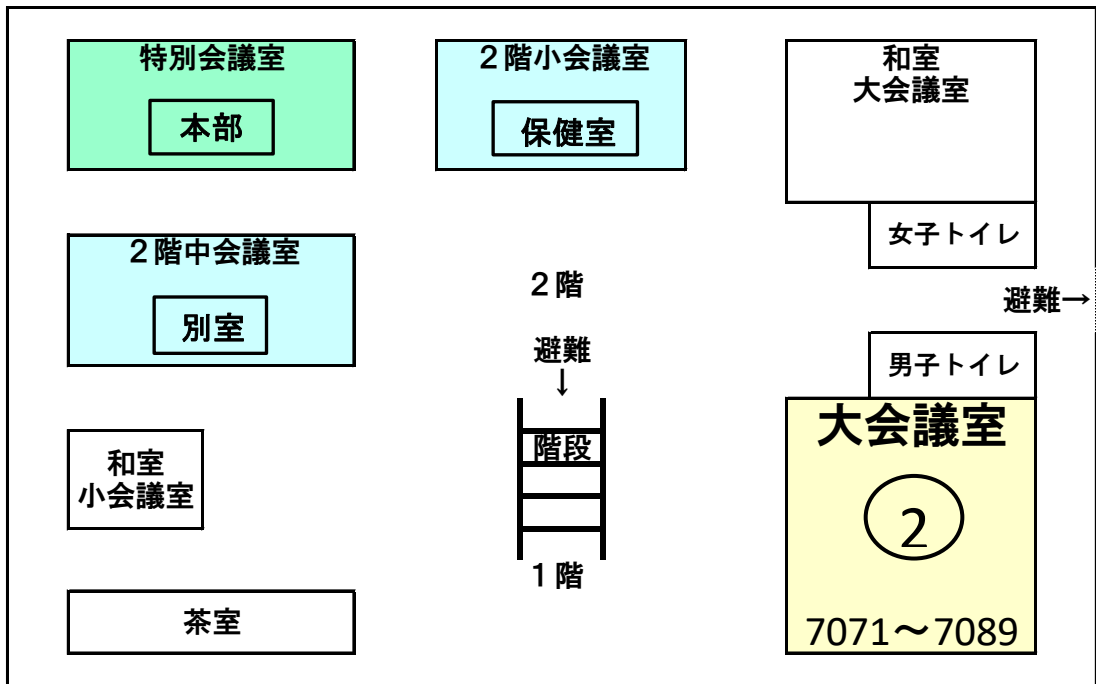 特別会議室
本部
２階小会議室
保健室
和室
大会議室
女子トイレ
２階中会議室
別室
２階
避難→
避難
↓
男子トイレ
階段
大会議室
2
7071～7089
和室
小会議室
１階
茶室